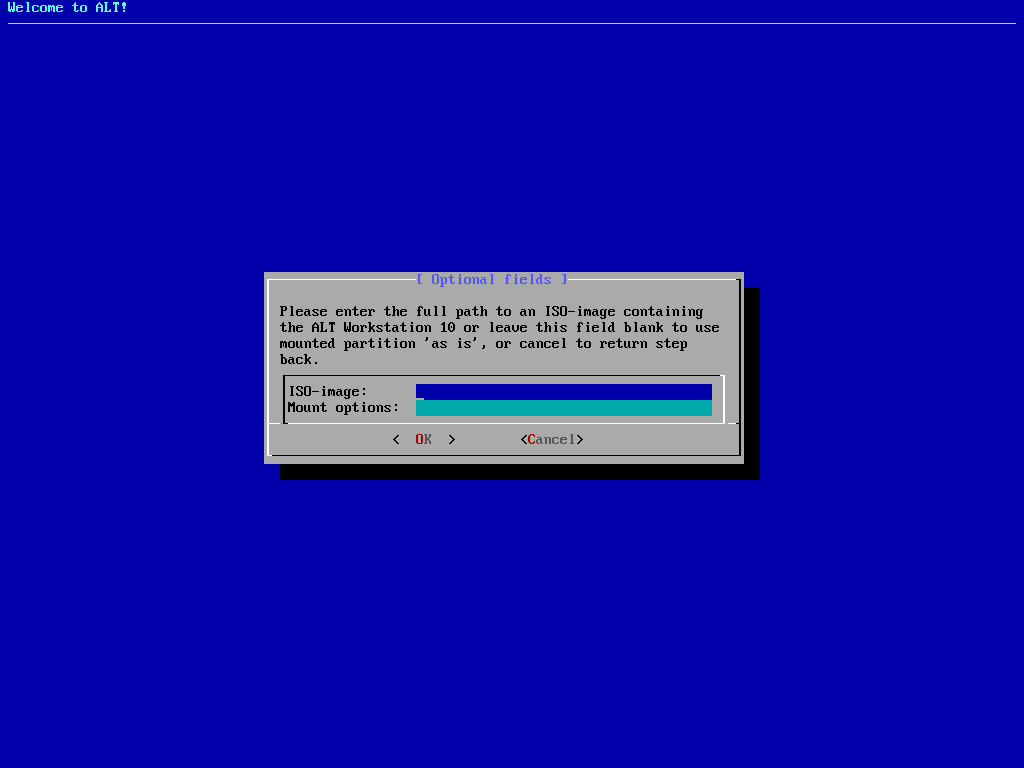 Welcome to ALT!
[ Optional fields ]
Please enter the full path to an ISO-image containing
the ALT Workstation 10 or leave this field blank to use
mounted partition 'as is', or cancel to return step
back.
ISO-image:
Mount options:
< OK > <Cancel>